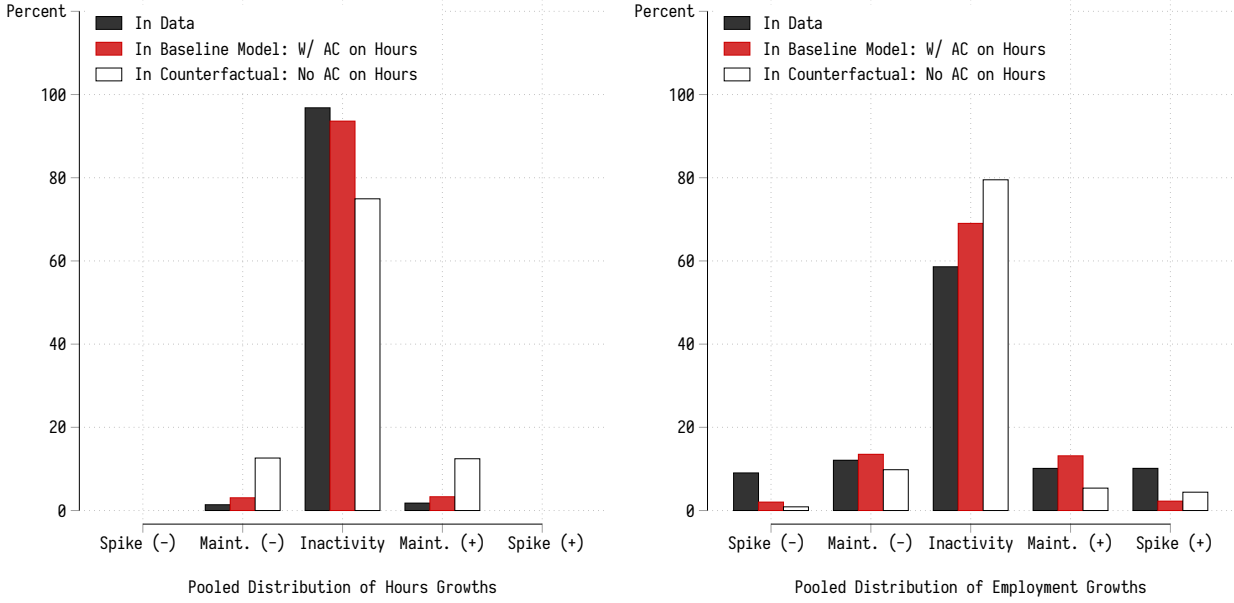 Percent
In Data
In Baseline Model: W/ AC on Hours
In Counterfactual: No AC on Hours
100
80
60
40
20
0
Spike (-) Maint. (-) Inactivity Maint. (+) Spike (+)
Pooled Distribution of Hours Growths
Percent
In Data
In Baseline Model: W/ AC on Hours
In Counterfactual: No AC on Hours
100
80
60
40
20
0
Spike (-) Maint. (-) Inactivity Maint. (+) Spike (+)
Pooled Distribution of Employment Growths